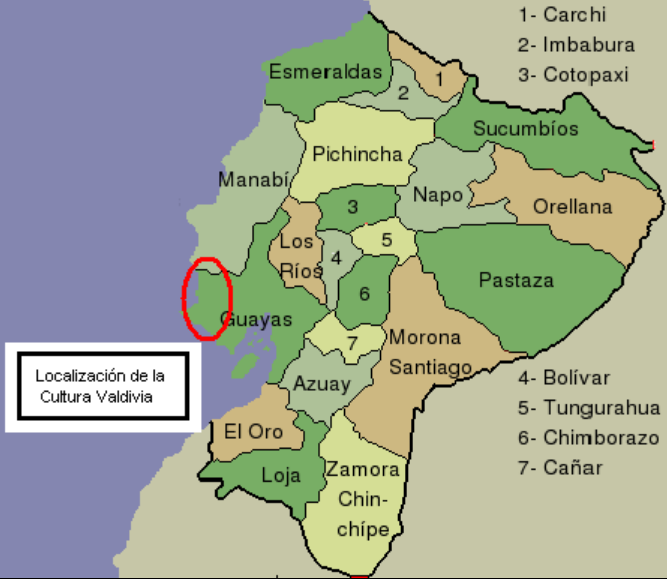 1- Carchi
2- Imbabura
3- Cotopaxi
Esmeraldas
1
2
Sucumbíos
Pichincha
Manabí
Napo
3
Orellana
Los
Ríos
4
5
6
Pastaza
Guayas
7
Morona
Santiago
Localización de la
Cultura Valdivia
Azuay
4- Bolívar
5- Tungurahua
6- Chimborazo
7- Cañar
El Oro
Loja
Zamora
Chin-
chípe